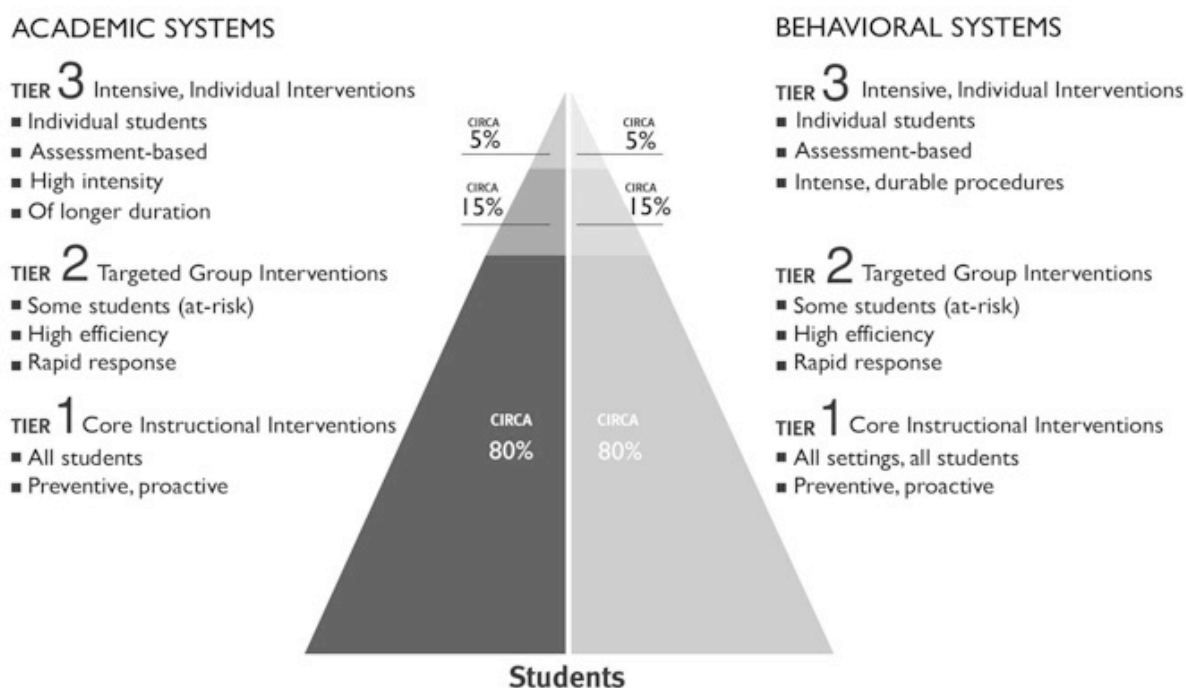 ACADEMIC SYSTEMS
TIER 3 Intensive, Individual Interventions
■ Individual students
■ Assessment-based
■ High intensity
■ Of longer duration
TIER 2 Targeted Group Interventions
■ Some students (at-risk)
■ High efficiency
■ Rapid response
TIER 1 Core Instructional Interventions
■ All students
■ Preventive, proactive
CIRCA
5%
CIRCA
15%
CIRCA
80%
CIRCA
5%
CIRCA
15%
CIRCA
80%
Students
BEHAVIORAL SYSTEMS
TIER 3 Intensive, Individual Interventions
■ Individual students
■ Assessment-based
■ Intense, durable procedures
TIER 2 Targeted Group Interventions
■ Some students (at-risk)
■ High efficiency
■ Rapid response
TIER 1 Core Instructional Interventions
■ All settings, all students
■ Preventive, proactive